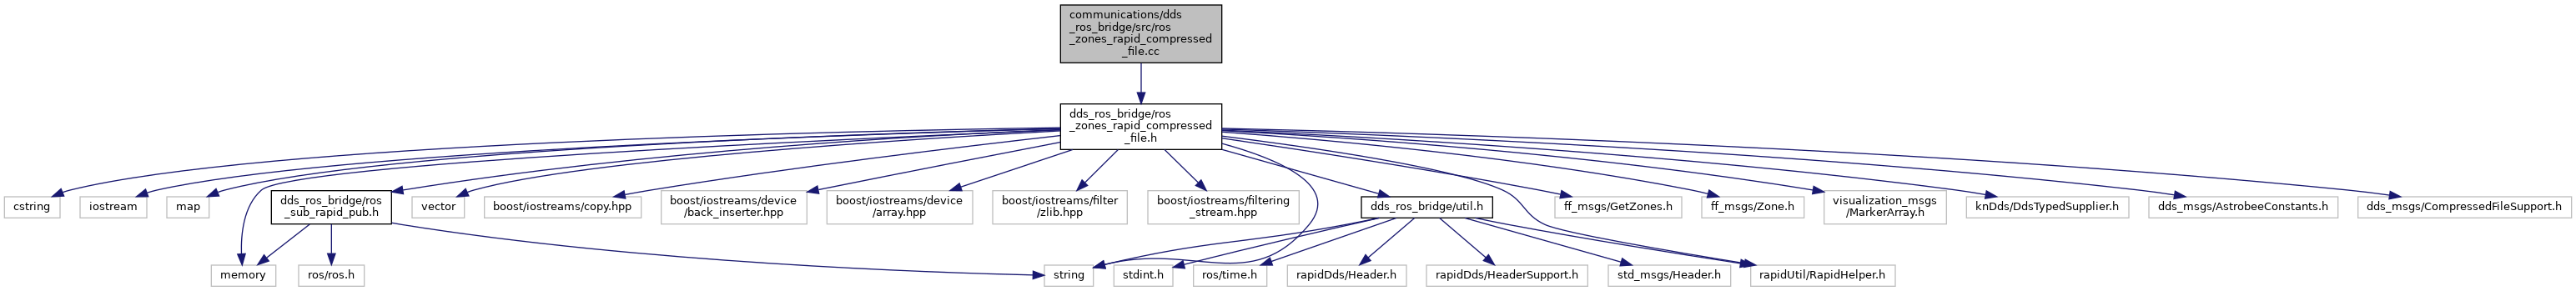 communications/dds
_ros_bridge/src/ros
_zones_rapid_compressed
_file.cc
dds_ros_bridge/ros
_zones_rapid_compressed
_file.h
cstring
iostream
map
dds_ros_bridge/ros
_sub_rapid_pub.h
vector
boost/iostreams/copy.hpp
boost/iostreams/device
/back_inserter.hpp
boost/iostreams/device
/array.hpp
boost/iostreams/filter
/zlib.hpp
boost/iostreams/filtering
_stream.hpp
dds_ros_bridge/util.h
ff_msgs/GetZones.h
ff_msgs/Zone.h
visualization_msgs
/MarkerArray.h
knDds/DdsTypedSupplier.h
dds_msgs/AstrobeeConstants.h
dds_msgs/CompressedFileSupport.h
memory
ros/ros.h
string
stdint.h
ros/time.h
rapidDds/Header.h
rapidDds/HeaderSupport.h
std_msgs/Header.h
rapidUtil/RapidHelper.h